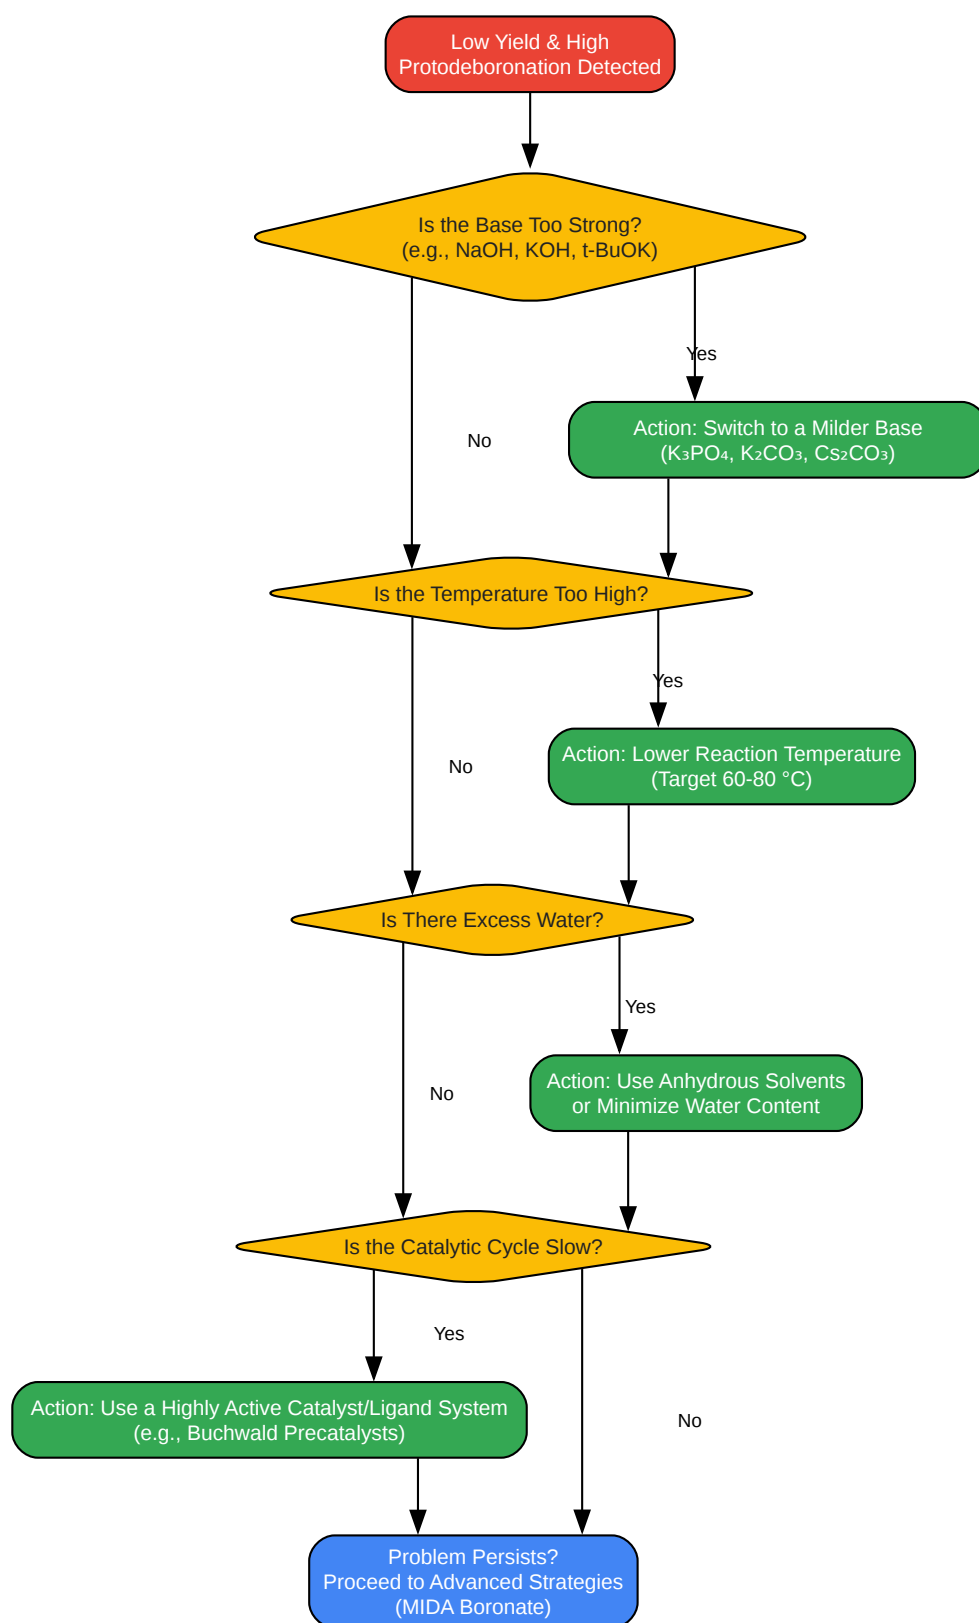 Low Yield & High
Protodeboronation Detected
Is the Base Too Strong?
(e.g., NaOH, KOH, t-BuOK)
Yes
Action: Switch to a Milder Base
(K₃PO₄, K₂CO₃, Cs₂CO₃)
No
Is the Temperature Too High?
Yes
Action: Lower Reaction Temperature
(Target 60-80 °C)
No
Is There Excess Water?
Yes
Action: Use Anhydrous Solvents
or Minimize Water Content
No
Is the Catalytic Cycle Slow?
Yes
Action: Use a Highly Active Catalyst/Ligand System
(e.g., Buchwald Precatalysts)
No
Problem Persists?
Proceed to Advanced Strategies
(MIDA Boronate)